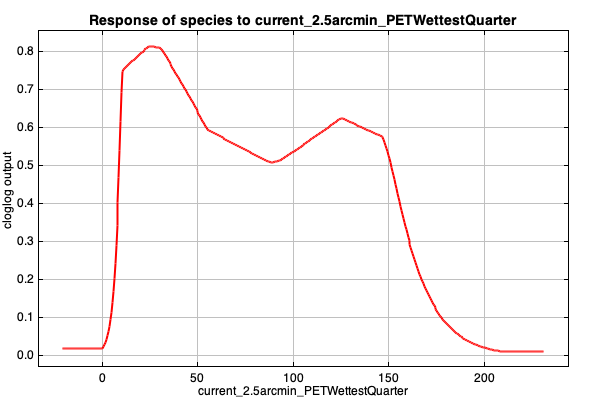 Response of species to current_2.5arcmin_PETWettestQuarter
0.8
0.7
0.6
0.5
0.4
0.3
0.2
0.1
0.0
cloglog output
0 50 100 150 200
current_2.5arcmin_PETWettestQuarter